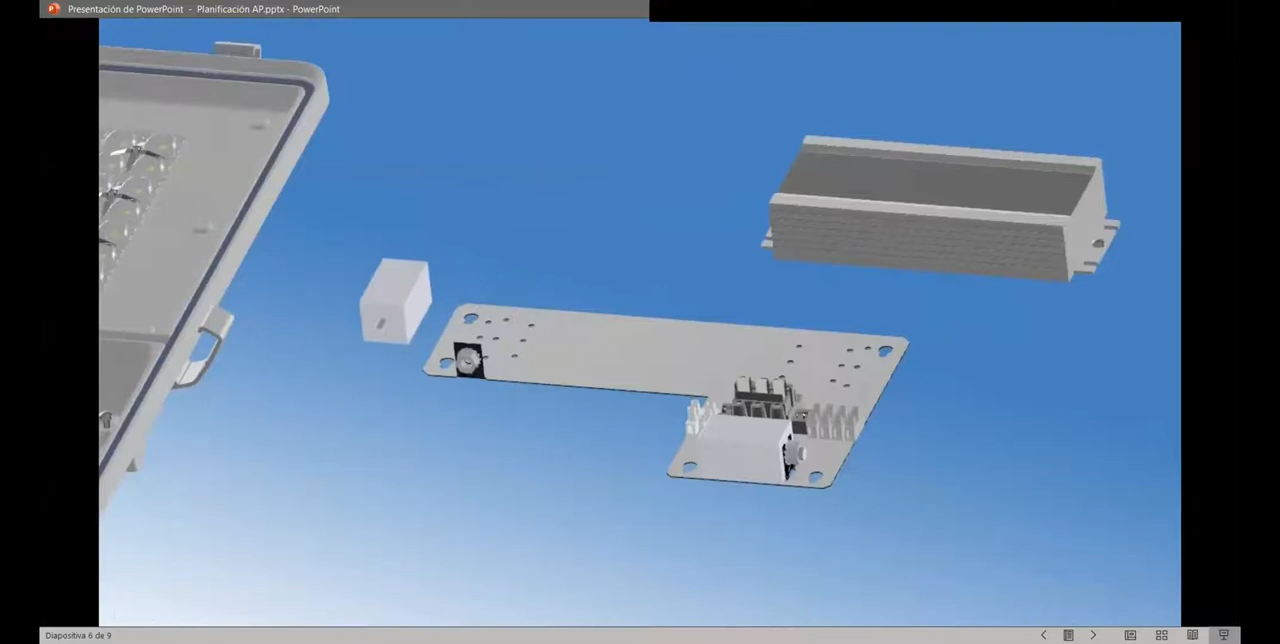 Presentación de PowerPoint - Planificación AP.pptx - PowerPoint
Diapositiva 6 de 9